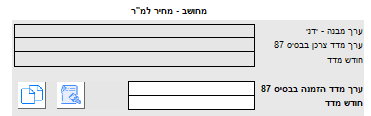 מחושב - מחיר למ"ר
ערך מבנה - ידני
ערך מדד צרכן בבסיס 87
חודש מדד
ערך מדד הזמנה בבסיס 87
חודש מדד